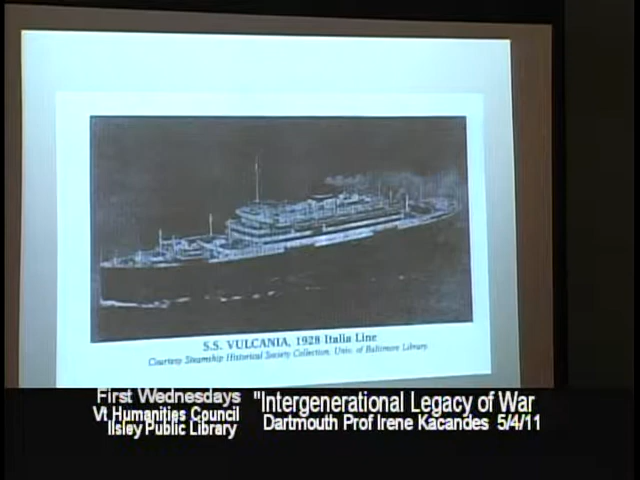 S.S. VULCANIA, 1928 Italia Line
Courtesy Steamship Historical Society Collection, Univ. of Baltimore Library.
First Wednesdays
Vt Humanities Council
Ilsley Public Library
"Intergenerational Legacy of War
Dartmouth Prof Irene Kacandes 5/4/11